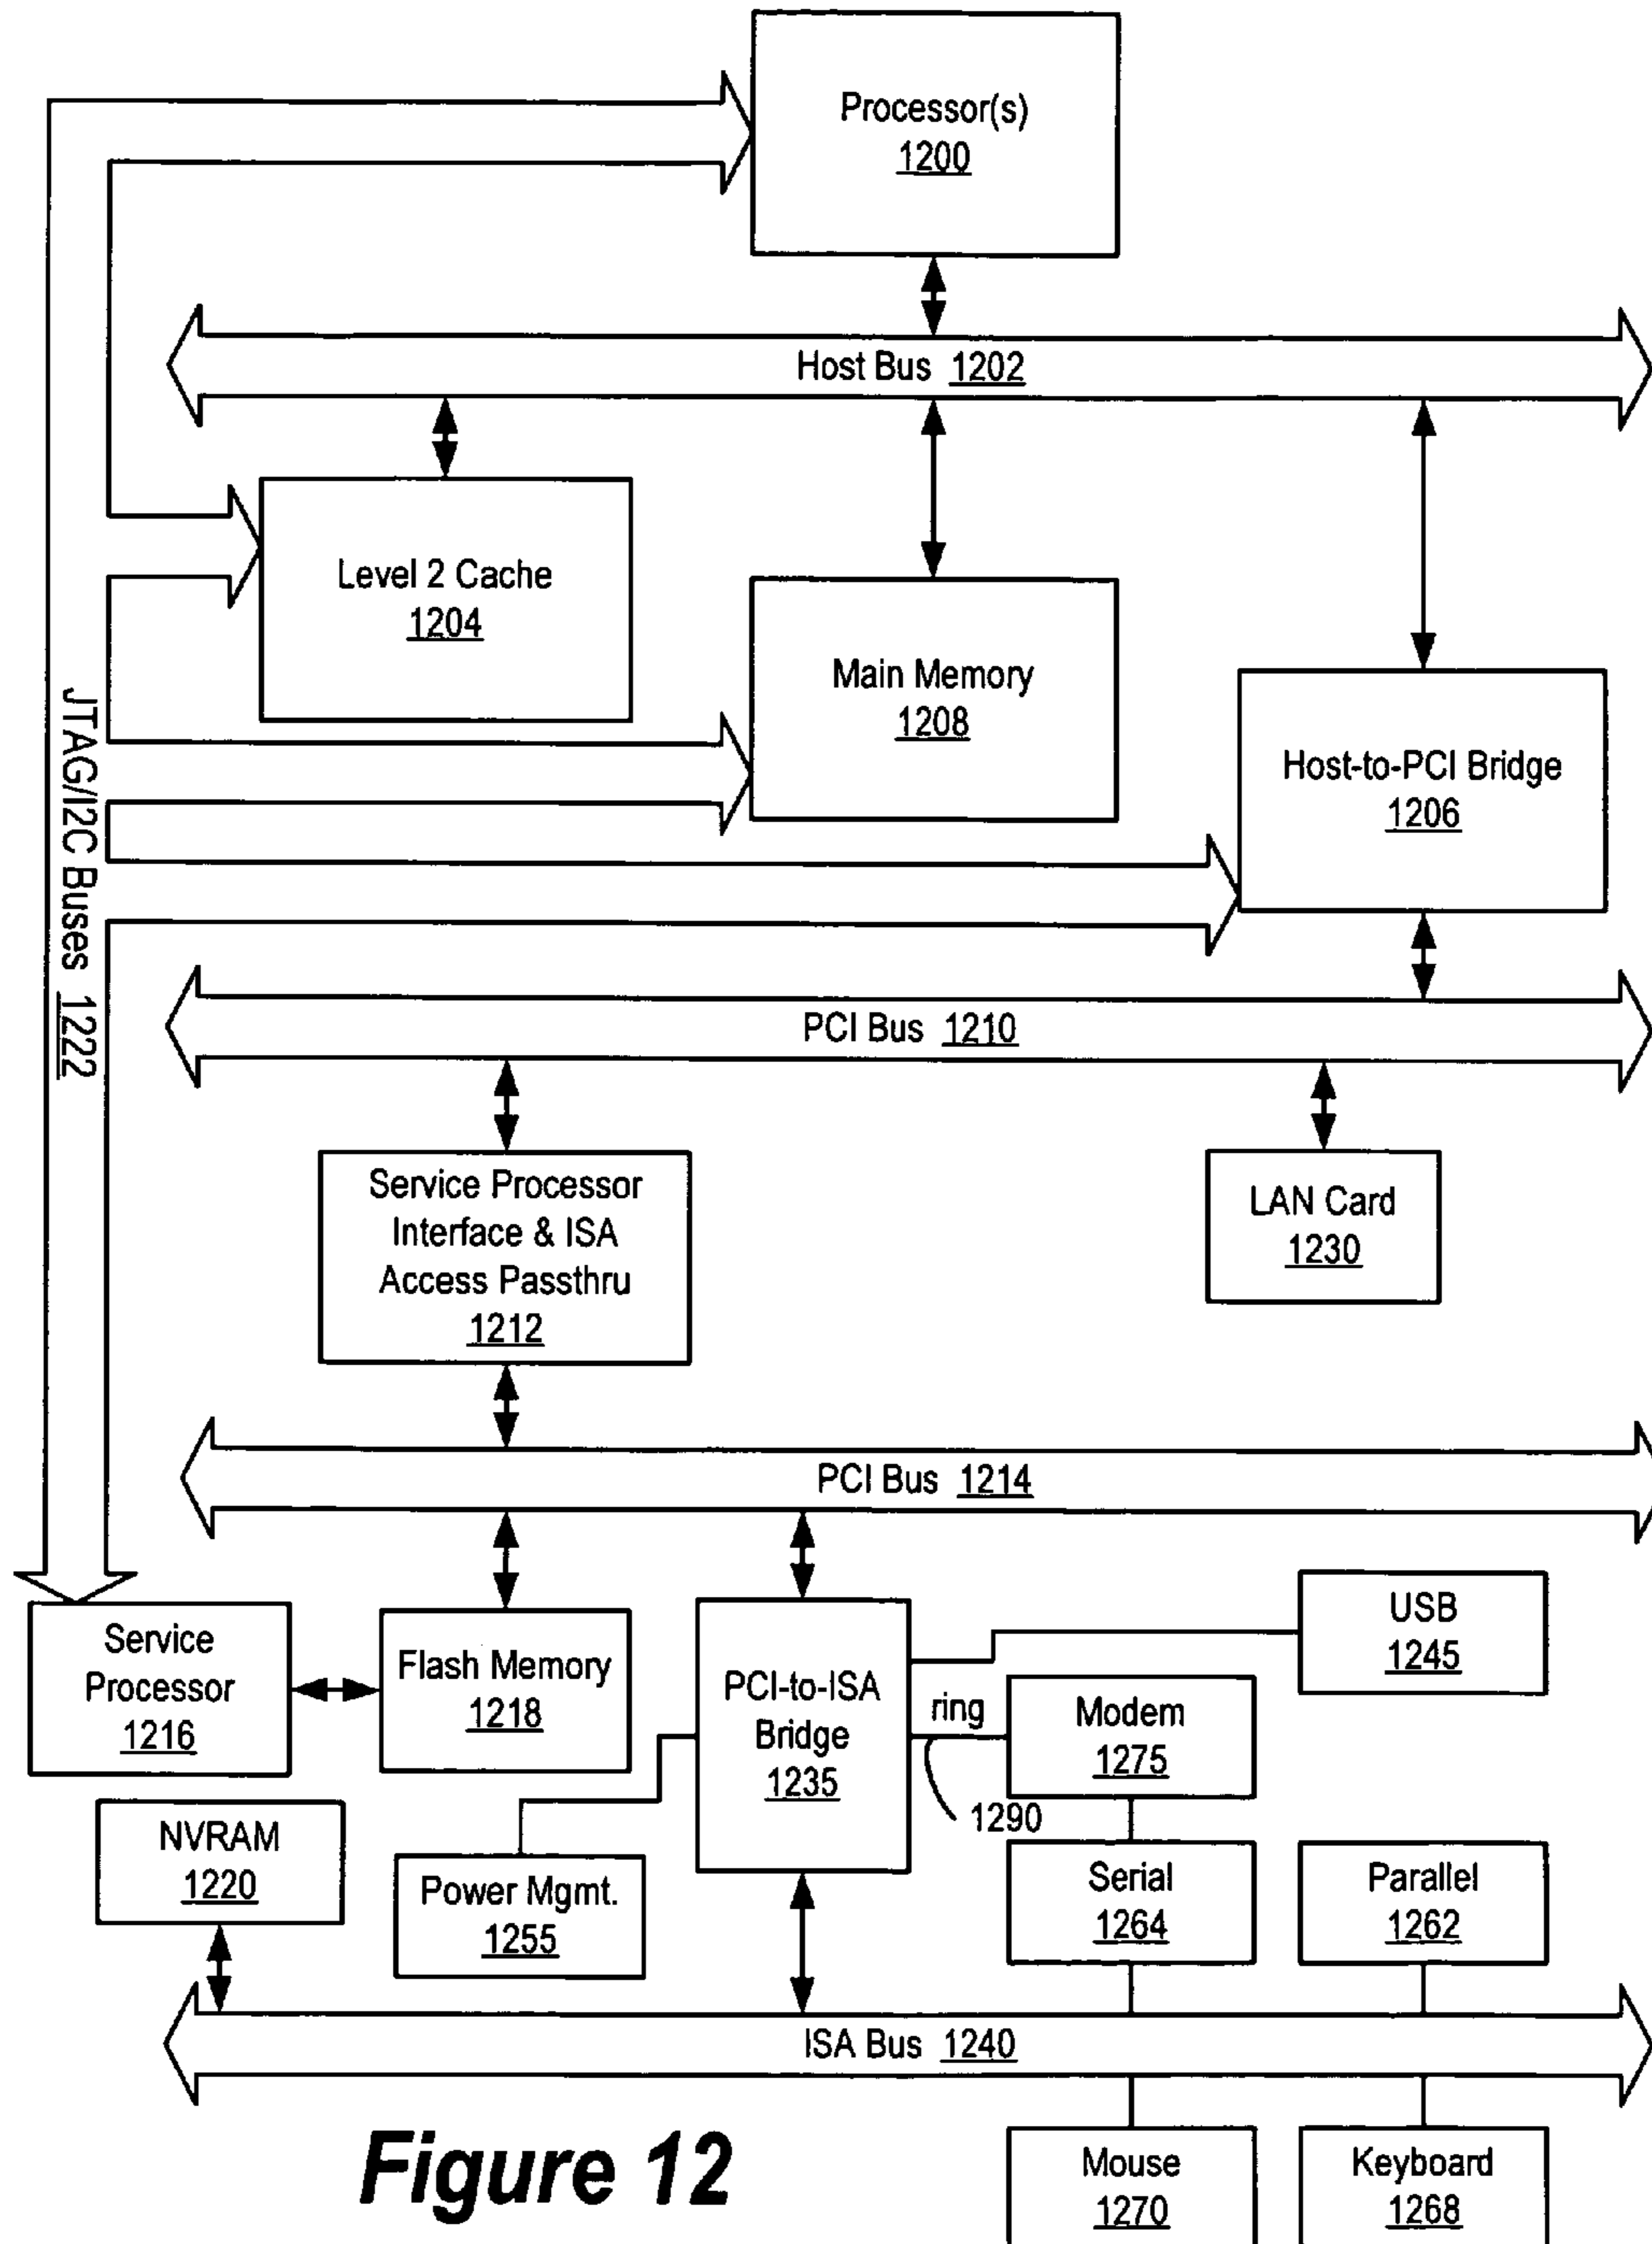 Processor(s)
1200
Host Bus 1202
Level 2 Cache
1204
Main Memory
1208
Host-to-PCI Bridge
1206
JTAG/I2C Buses 1222
PCI Bus 1210
Service Processor
Interface & ISA
Access Passthru
1212
LAN Card
1230
PCI Bus 1214
Service
Processor
1216
Flash Memory
1218
PCI-to-ISA
Bridge
1235
USB
1245
ring
Modem
1275
1290
NVRAM
1220
Power Mgmt.
1255
Serial
1264
Parallel
1262
ISA Bus 1240
Mouse
1270
Keyboard
1268
Figure 12